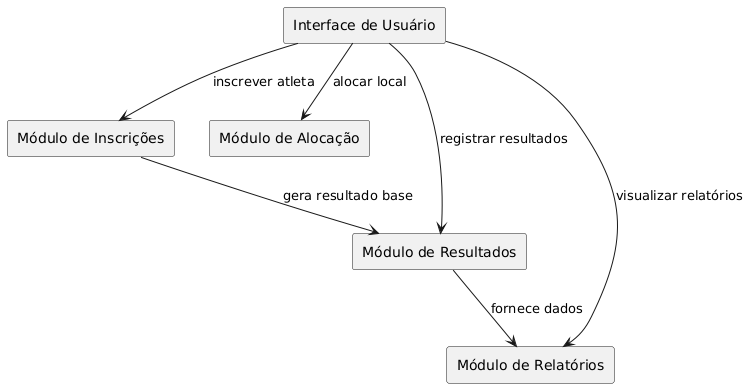 Interface de Usuário
inscrever atleta
alocar local
Módulo de Inscrições
Módulo de Alocação
registrar resultados
gera resultado base
visualizar relatórios
Módulo de Resultados
fornece dados
Módulo de Relatórios